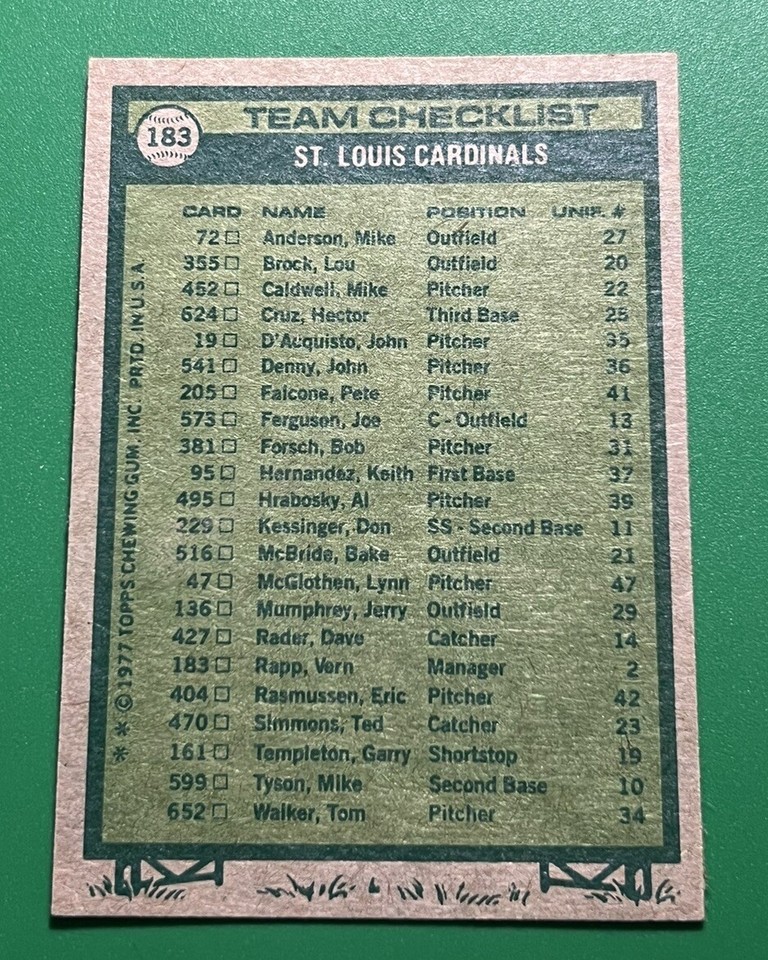 183
TEAM CHECKLIST
ST. LOUIS CARDINALS
CARD NAME POSITION UNIF. #
72 Anderson, Mike Outfield 27
355 Brock, Lou Outfield 20
452 Caldwell, Mike Pitcher 22
624 Cruz, Hector Third Base 25
19 D'Acquisto, John Pitcher 35
541 Denny, John Pitcher 36
205 Falcone, Pete Pitcher 41
573 Ferguson, Joe C - Outfield 13
381 Forsch, Bob Pitcher 31
95 Hernandez, Keith First Base 37
495 Hrabosky, Al Pitcher 39
229 Kessinger, Don SS - Second Base 11
516 McBride, Bake Outfield 21
47 McGlothen, Lynn Pitcher 47
136 Mumphrey, Jerry Outfield 29
427 Rader, Dave Catcher 14
183 Rapp, Vern Manager 2
404 Rasmussen, Eric Pitcher 42
470 Simmons, Ted Catcher 23
161 Templeton, Garry Shortstop 19
599 Tyson, Mike Second Base 10
652 Walker, Tom Pitcher 34
* * © 1977 TOPPS CHEWING GUM, INC. PRTD. IN U.S.A.